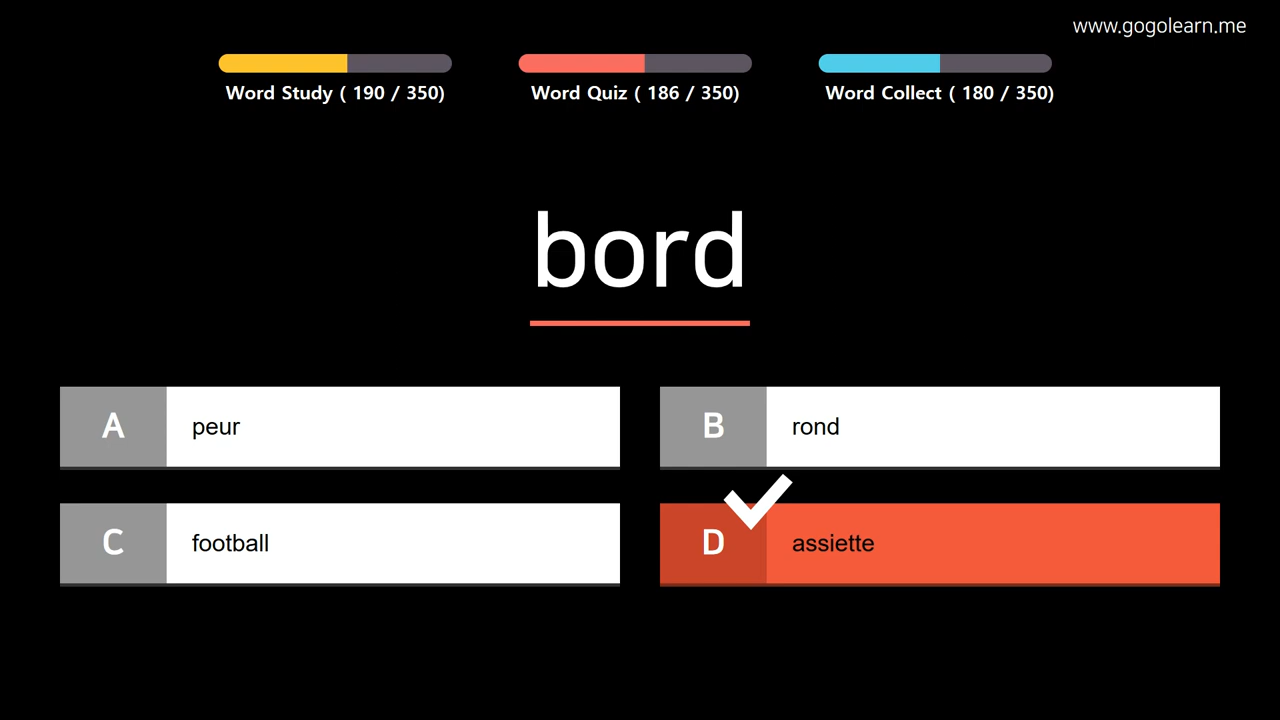 www.gogolearn.me
Word Study ( 190 / 350)
Word Quiz ( 186 / 350)
Word Collect ( 180 / 350)
bord
A
peur
B
rond
C
football
D
assiette